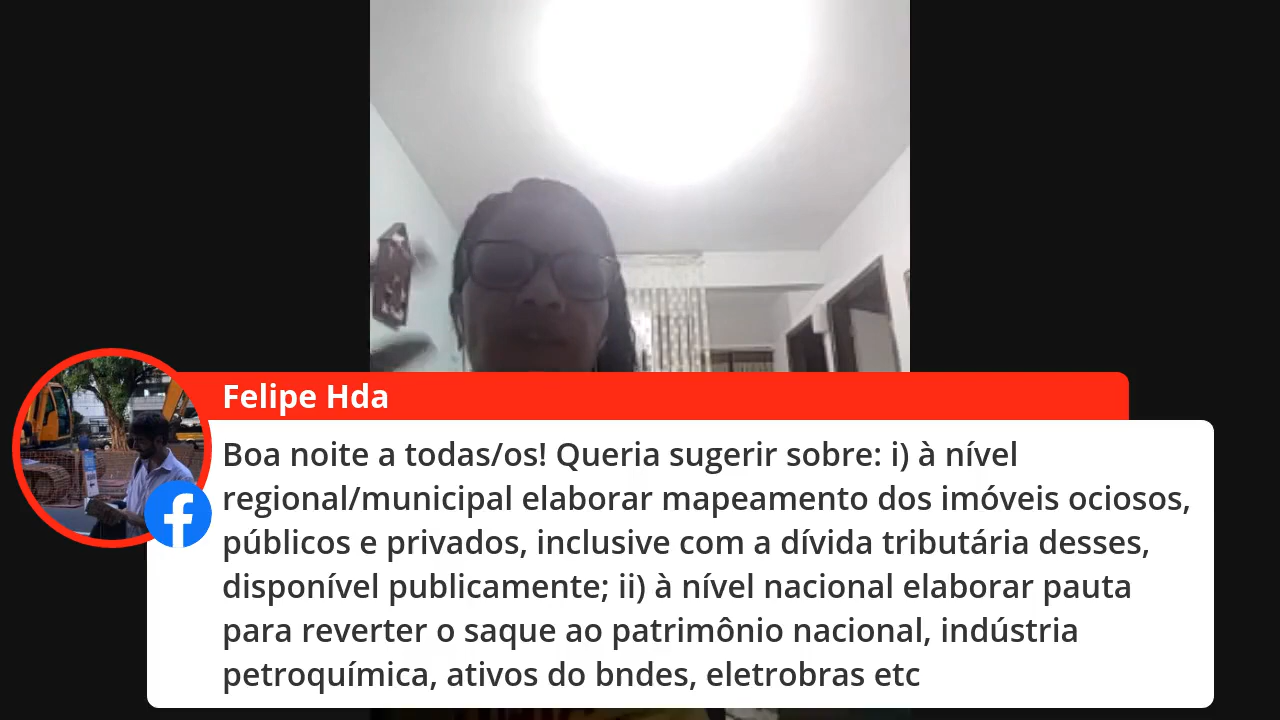 Felipe Hda
Boa noite a todas/os! Queria sugerir sobre: i) à nível
regional/municipal elaborar mapeamento dos imóveis ociosos,
públicos e privados, inclusive com a dívida tributária desses,
disponível publicamente; ii) à nível nacional elaborar pauta
para reverter o saque ao patrimônio nacional, indústria
petroquímica, ativos do bndes, eletrobras etc